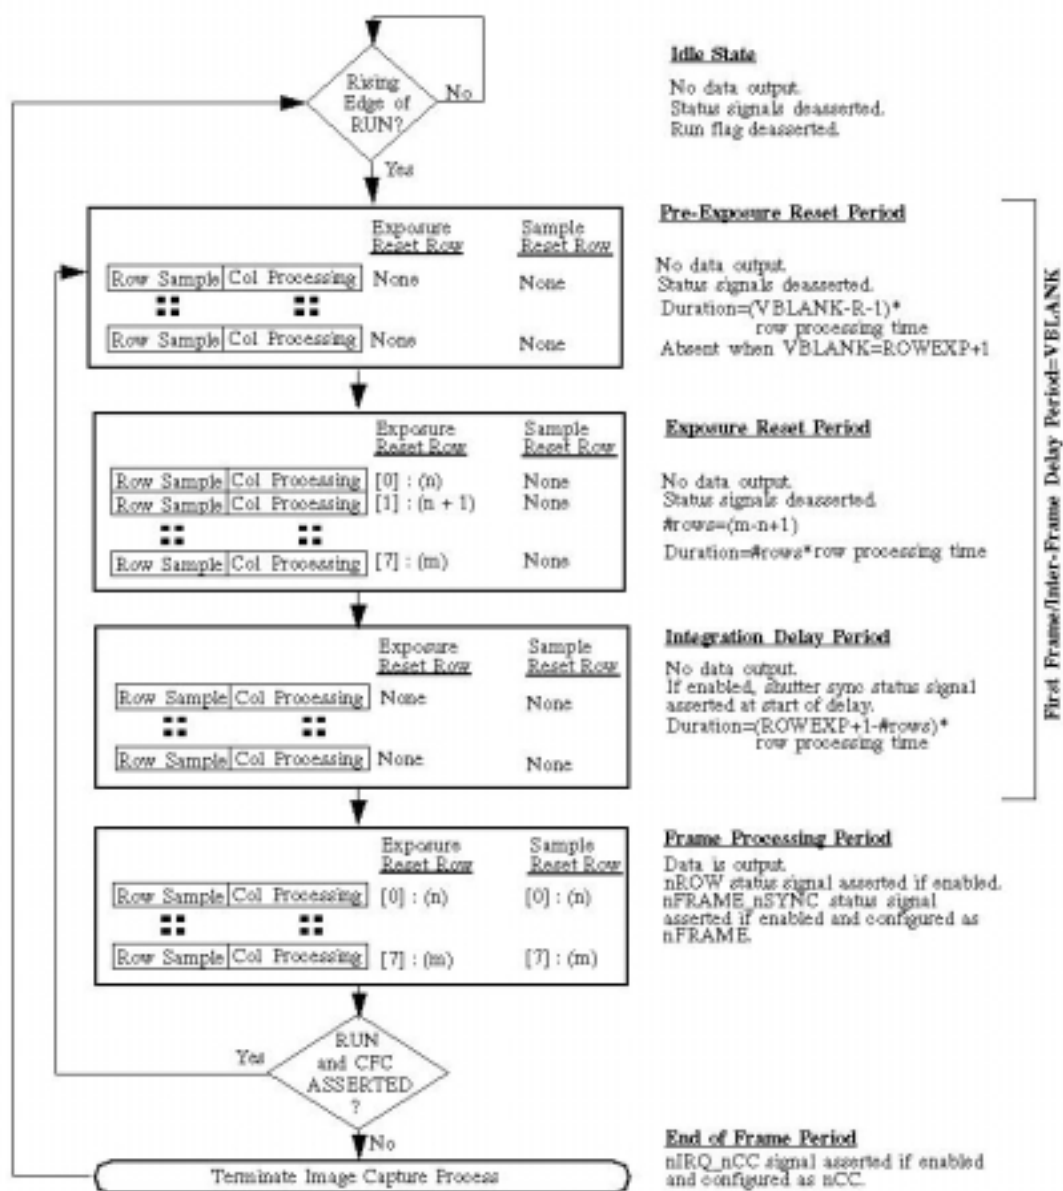 Rising
Edge of
RUN?
No
Yes
Idle State
No data output.
Status signals deasserted.
Run flag deasserted.
Exposure
Reset Row
Sample
Reset Row
Row Sample Col Processing None None
Row Sample Col Processing None None
Pre-Exposure Reset Period
No data output.
Status signals deasserted.
Duration=(VBLANK-R-1)*
row processing time
Absent when VBLANK=ROWEXP+1
Exposure
Reset Row
Sample
Reset Row
Row Sample Col Processing [0] : (n) None
Row Sample Col Processing [1] : (n + 1) None
Row Sample Col Processing [7] : (m) None
Exposure Reset Period
No data output.
Status signals deasserted.
#rows=(m-n+1)
Duration=#rows*row processing time
Exposure
Reset Row
Sample
Reset Row
Row Sample Col Processing None None
Row Sample Col Processing None None
Integration Delay Period
No data output.
If enabled, shutter sync status signal
asserted at start of delay.
Duration=(ROWEXP+1-#rows)*
row processing time
First Frame/Inter-Frame Delay Period=VBLANK
Exposure
Reset Row
Sample
Reset Row
Row Sample Col Processing [0] : (n) [0] : (n)
Row Sample Col Processing [7] : (m) [7] : (m)
Frame Processing Period
Data is output.
nROW status signal asserted if enabled.
nFRAME_nSYNC status signal
asserted if enabled and configured as
nFRAME.
Yes
RUN
and CFC
ASSERTED
?
No
Terminate Image Capture Process
End of Frame Period
nIRQ_nCC signal asserted if enabled
and configured as nCC.